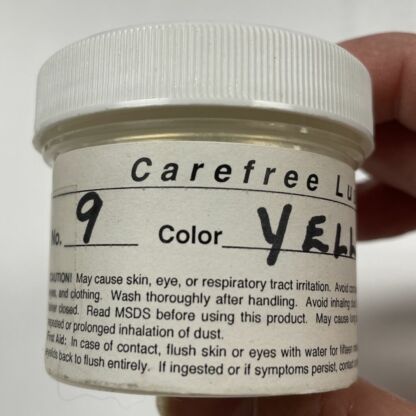 Carefree Lu
No. 9 Color YELL
CAUTION! May cause skin, eye, or respiratory tract irritation. Avoid
eyes, and clothing. Wash thoroughly after handling. Avoid inhaling
closed. Read MSDS before using this product. May cause
or prolonged inhalation of dust.
First Aid: In case of contact, flush skin or eyes with water for fifteen
back to flush entirely. If ingested or if symptoms persist, contact